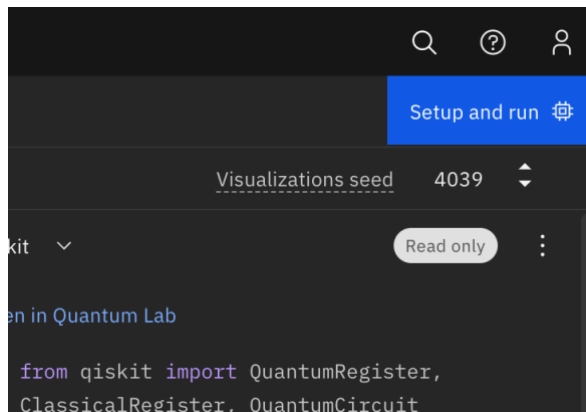 Setup and run
Visualizations seed 4039
kit Read only
en in Quantum Lab
from qiskit import QuantumRegister,
ClassicalRegister, QuantumCircuit